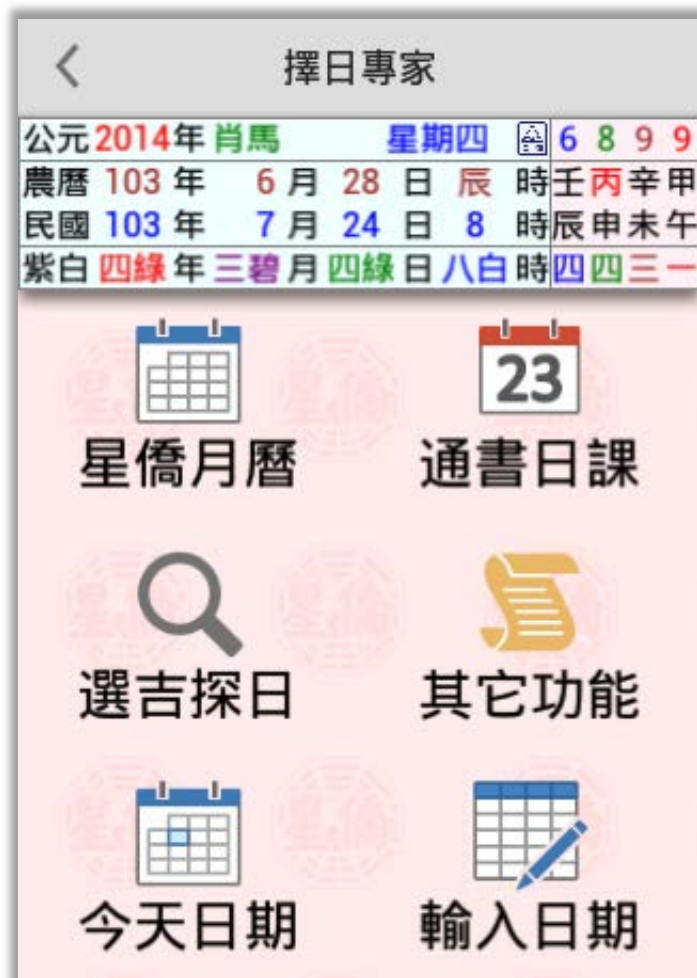 擇日專家
公元2014年肖馬 星期四 6 8 9 9
農曆 103 年 6 月 28 日 辰 時壬丙辛甲
民國 103 年 7 月 24 日 8 時辰申未午
紫白 四綠 年 三碧 月 四綠 日 八白 時四四三一
23
星僑月曆 通書日課
選吉探日 其它功能
今天日期 輸入日期